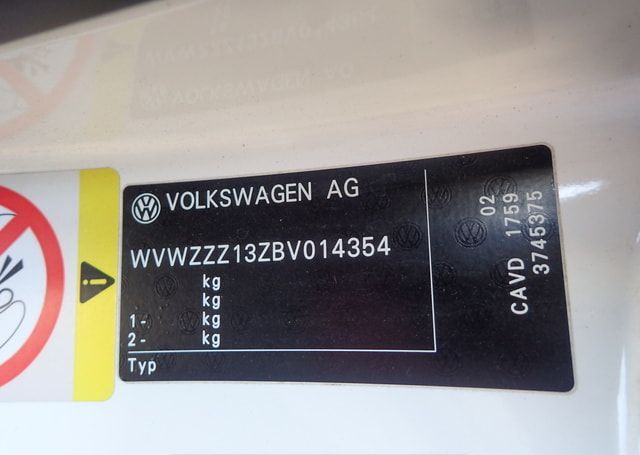 VOLKSWAGEN AG
WVWZZZ13ZBV014354
kg
kg
1- kg
2- kg
Typ
02
CAVD 1759
3745375